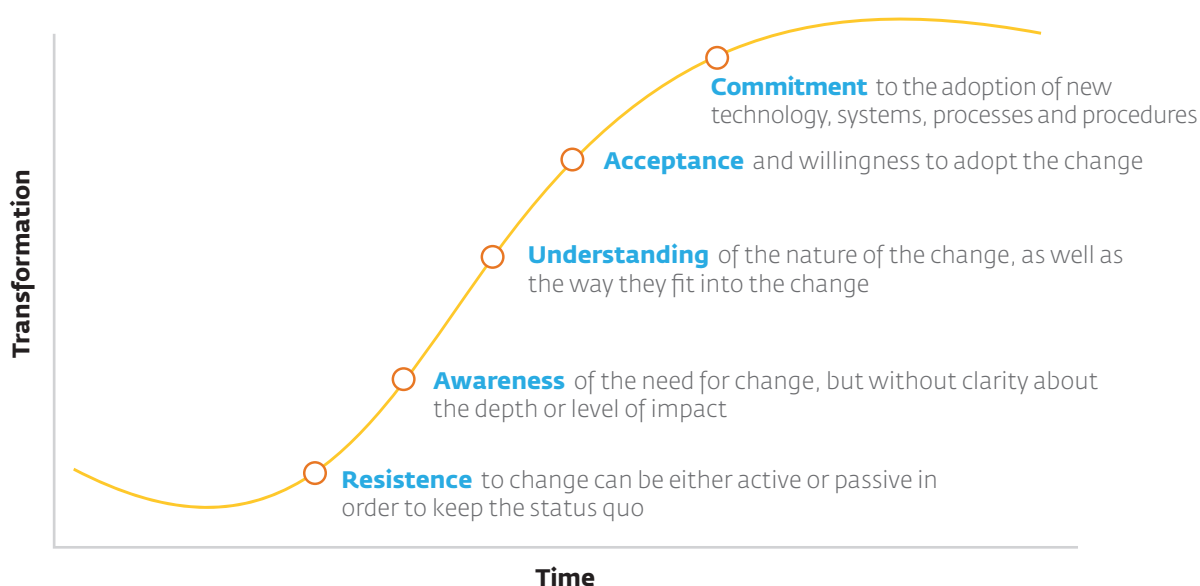 Commitment to the adoption of new
technology, systems, processes and procedures
Acceptance and willingness to adopt the change
Transformation
Understanding of the nature of the change, as well as
the way they fit into the change
Awareness of the need for change, but without clarity about
the depth or level of impact
Resistence to change can be either active or passive in
order to keep the status quo
Time